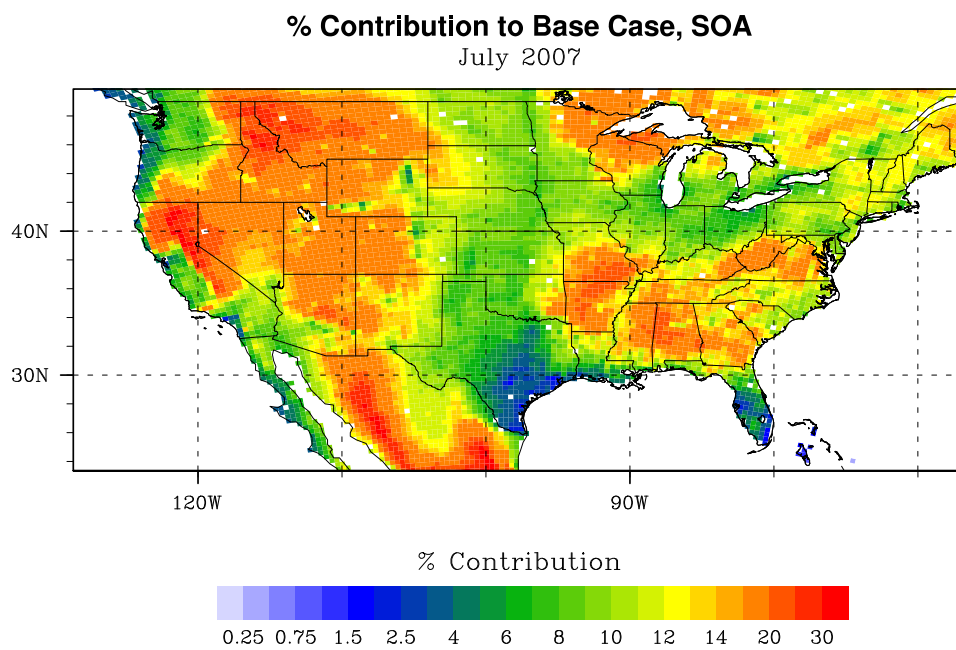 % Contribution to Base Case, SOA
July 2007
40N
30N
120W 90W
% Contribution
0.25 0.75 1.5 2.5 4 6 8 10 12 14 20 30